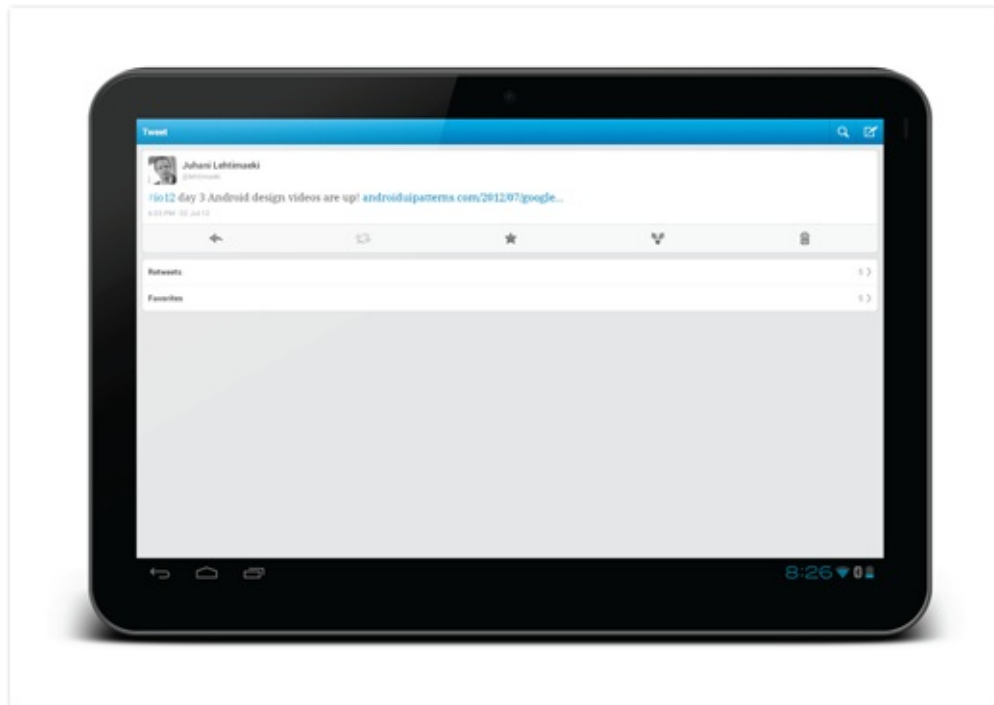 Tweet
Juhani Lehtimaeki
@lehtimaeki
#io12 day 3 Android design videos are up! androiduipatterns.com/2012/07/google...
Retweets
Favorites
8:26